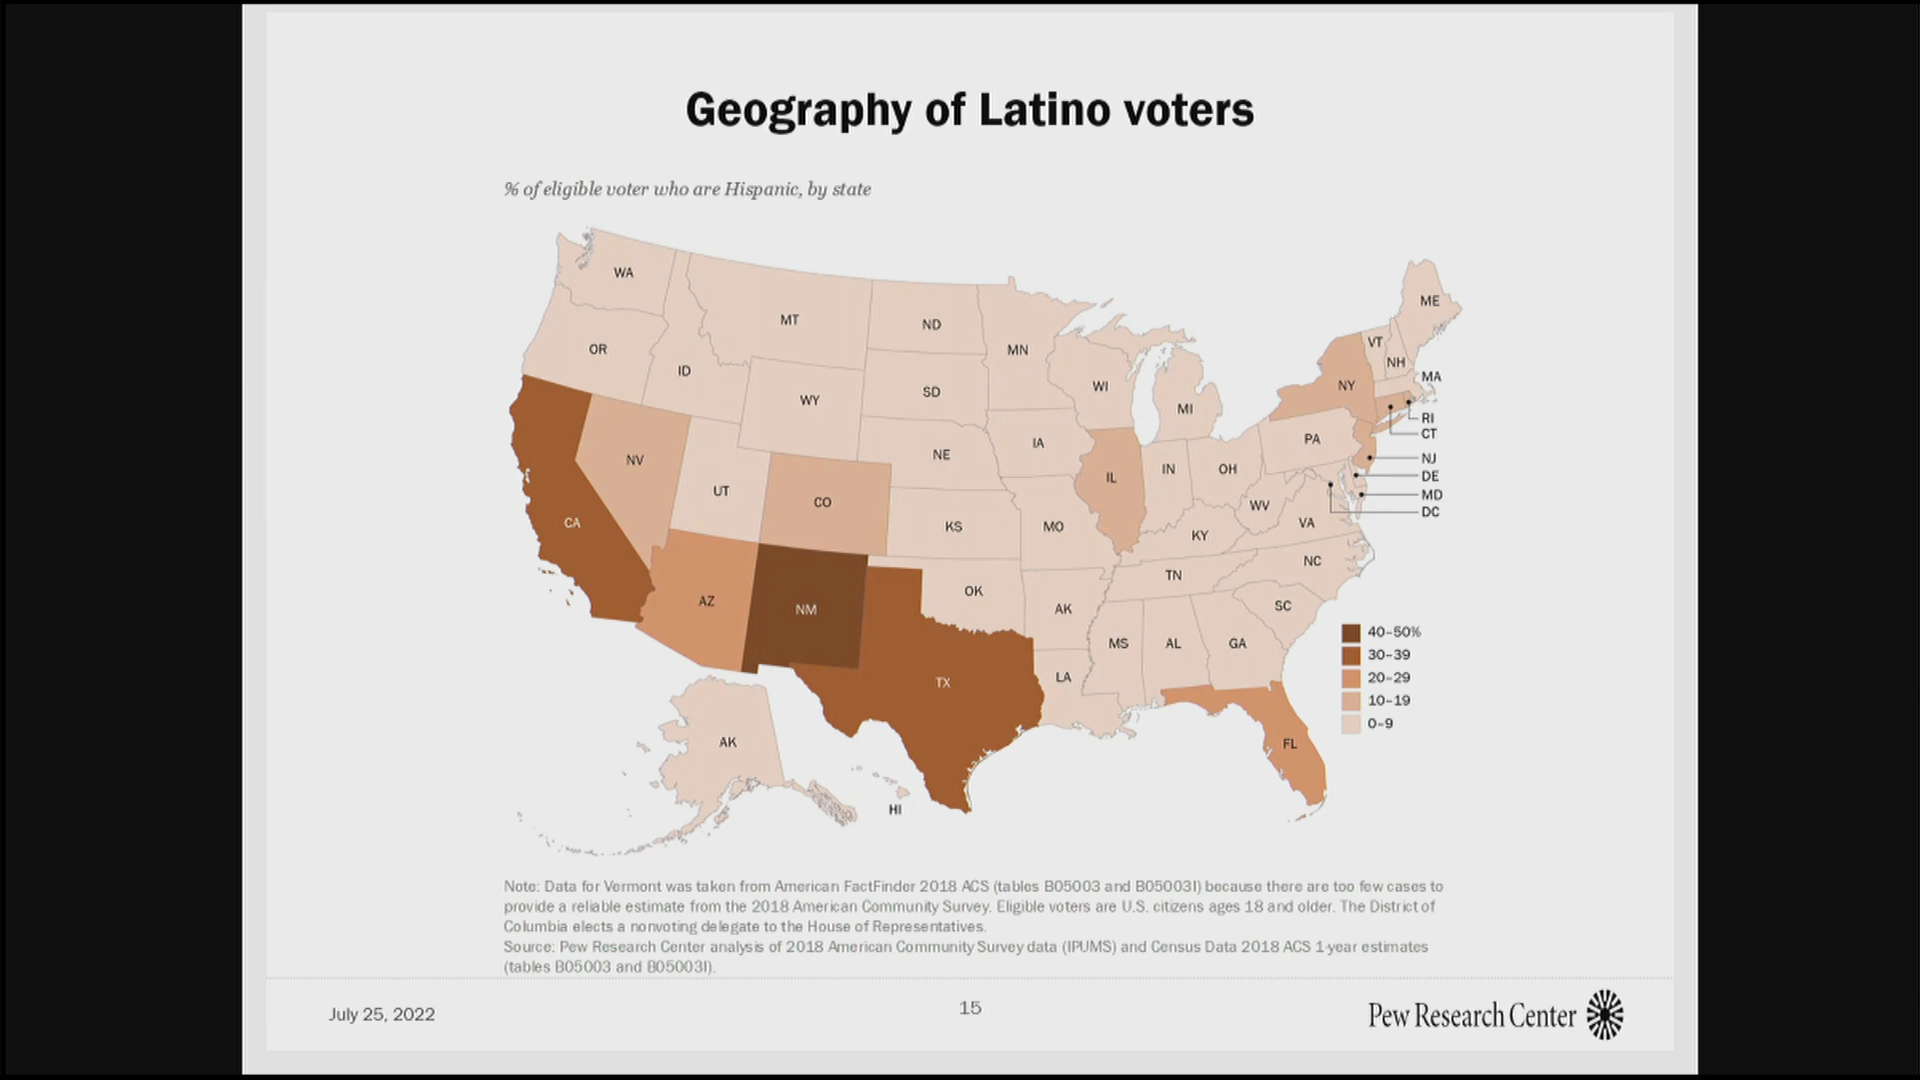 Geography of Latino voters
% of eligible voter who are Hispanic, by state
WA
MT
ND
MN
ME
OR
ID
WY
SD
WI
MI
NY
VT
NH
MA
RI
CT
NJ
DE
MD
DC
NV
UT
CO
NE
IA
IL
IN
OH
PA
CA
KS
MO
KY
WV
VA
AZ
NM
OK
AK
TN
NC
SC
TX
LA
MS
AL
GA
FL
AK
HI
40-50%
30-39
20-29
10-19
0-9
Note: Data for Vermont was taken from American FactFinder 2018 ACS (tables B05003 and B05003I) because there are too few cases to
provide a reliable estimate from the 2018 American Community Survey. Eligible voters are U.S. citizens ages 18 and older. The District of
Columbia elects a nonvoting delegate to the House of Representatives.
Source: Pew Research Center analysis of 2018 American Community Survey data (IPUMS) and Census Data 2018 ACS 1-year estimates
(tables B05003 and B05003I).
July 25, 2022
15
Pew Research Center